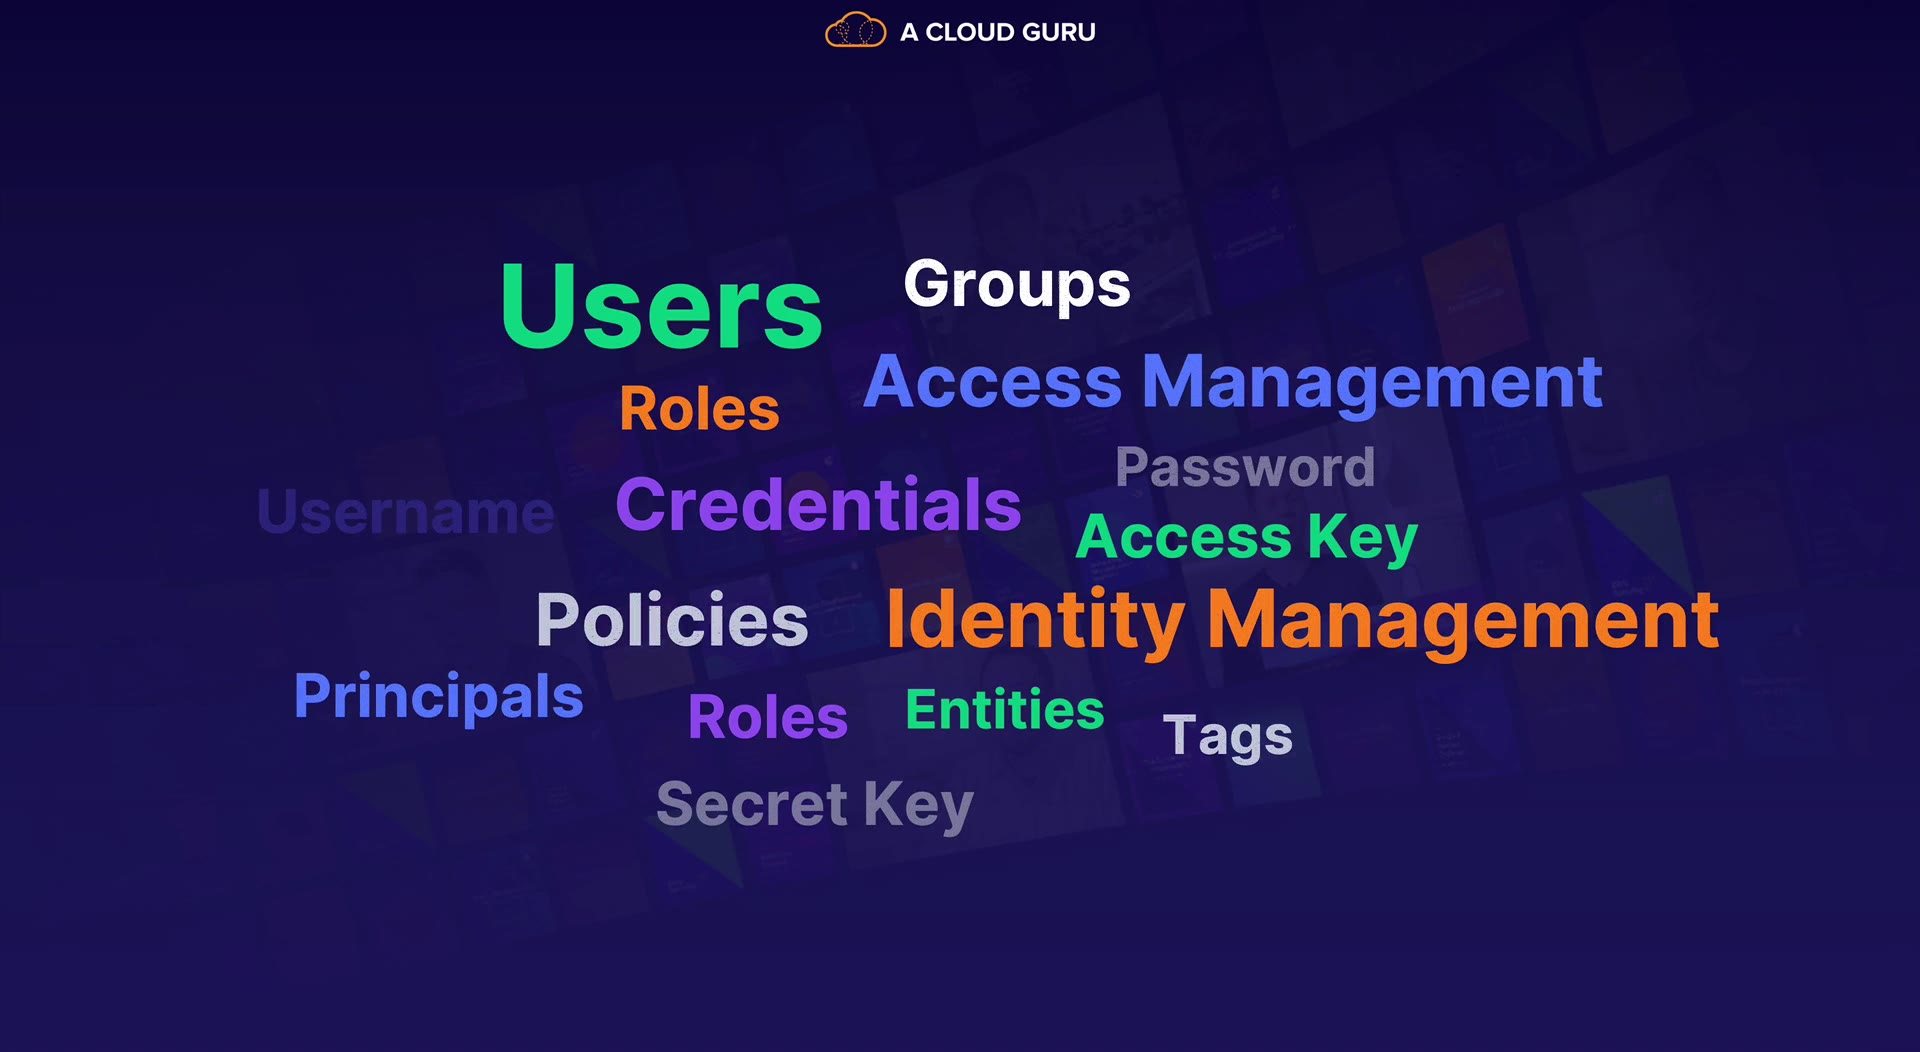 A CLOUD GURU
Users
Groups
Access Management
Roles
Password
Username
Credentials
Access Key
Policies
Identity Management
Principals
Roles
Entities
Tags
Secret Key